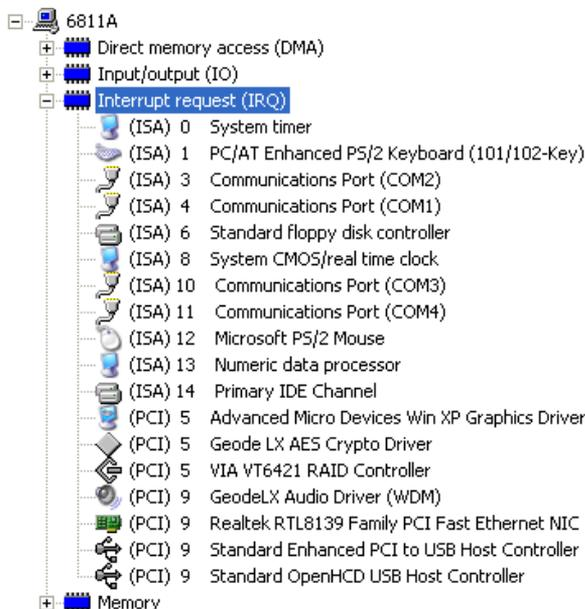 6811A
Direct memory access (DMA)
Input/output (IO)
Interrupt request (IRQ)
(ISA) 0 System timer
(ISA) 1 PC/AT Enhanced PS/2 Keyboard (101/102-Key)
(ISA) 3 Communications Port (COM2)
(ISA) 4 Communications Port (COM1)
(ISA) 6 Standard floppy disk controller
(ISA) 8 System CMOS/real time clock
(ISA) 10 Communications Port (COM3)
(ISA) 11 Communications Port (COM4)
(ISA) 12 Microsoft PS/2 Mouse
(ISA) 13 Numeric data processor
(ISA) 14 Primary IDE Channel
(PCI) 5 Advanced Micro Devices Win XP Graphics Driver
(PCI) 5 Geode LX AES Crypto Driver
(PCI) 5 VIA VT6421 RAID Controller
(PCI) 9 GeodeLX Audio Driver (WDM)
(PCI) 9 Realtek RTL8139 Family PCI Fast Ethernet NIC
(PCI) 9 Standard Enhanced PCI to USB Host Controller
(PCI) 9 Standard OpenHCD USB Host Controller
Memory